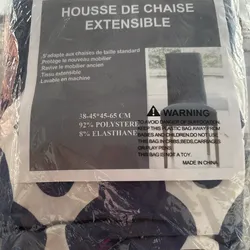 HOUSSE DE CHAISE
EXTENSIBLE
S'adapte aux chaises de taille standard
Protège le nouveau mobilier
Ravive le mobilier ancien
Tissu extensible
Lavable en machine
38-45*45-65 CM
92% POLYSTERE
8% ELASTHANE
WARNING
TO AVOID DANGER OF SUFFOCATION,
KEEP THIS PLASTIC BAG AWAY FROM
BABIES AND CHILDREN. DO NOT USE
THIS BAG IN CRIBS, BEDS, CARRIAGES
OR PLAY PENS.
THIS BAG IS NOT A TOY.
MADE IN CHINA